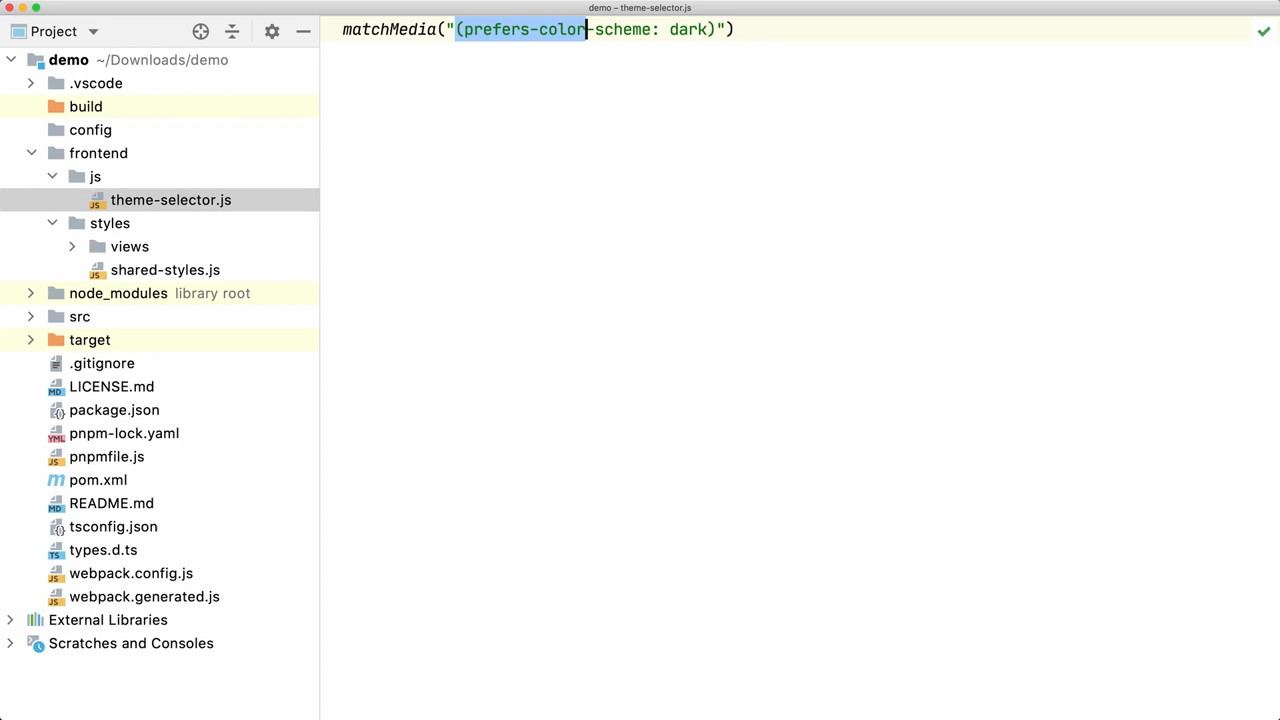 demo – theme-selector.js
Project
matchMedia("(prefers-color-scheme: dark)")
demo ~/Downloads/demo
.vscode
build
config
frontend
js
theme-selector.js
styles
views
shared-styles.js
node_modules library root
src
target
.gitignore
LICENSE.md
package.json
pnpm-lock.yaml
pnpmfile.js
pom.xml
README.md
tsconfig.json
types.d.ts
webpack.config.js
webpack.generated.js
External Libraries
Scratches and Consoles